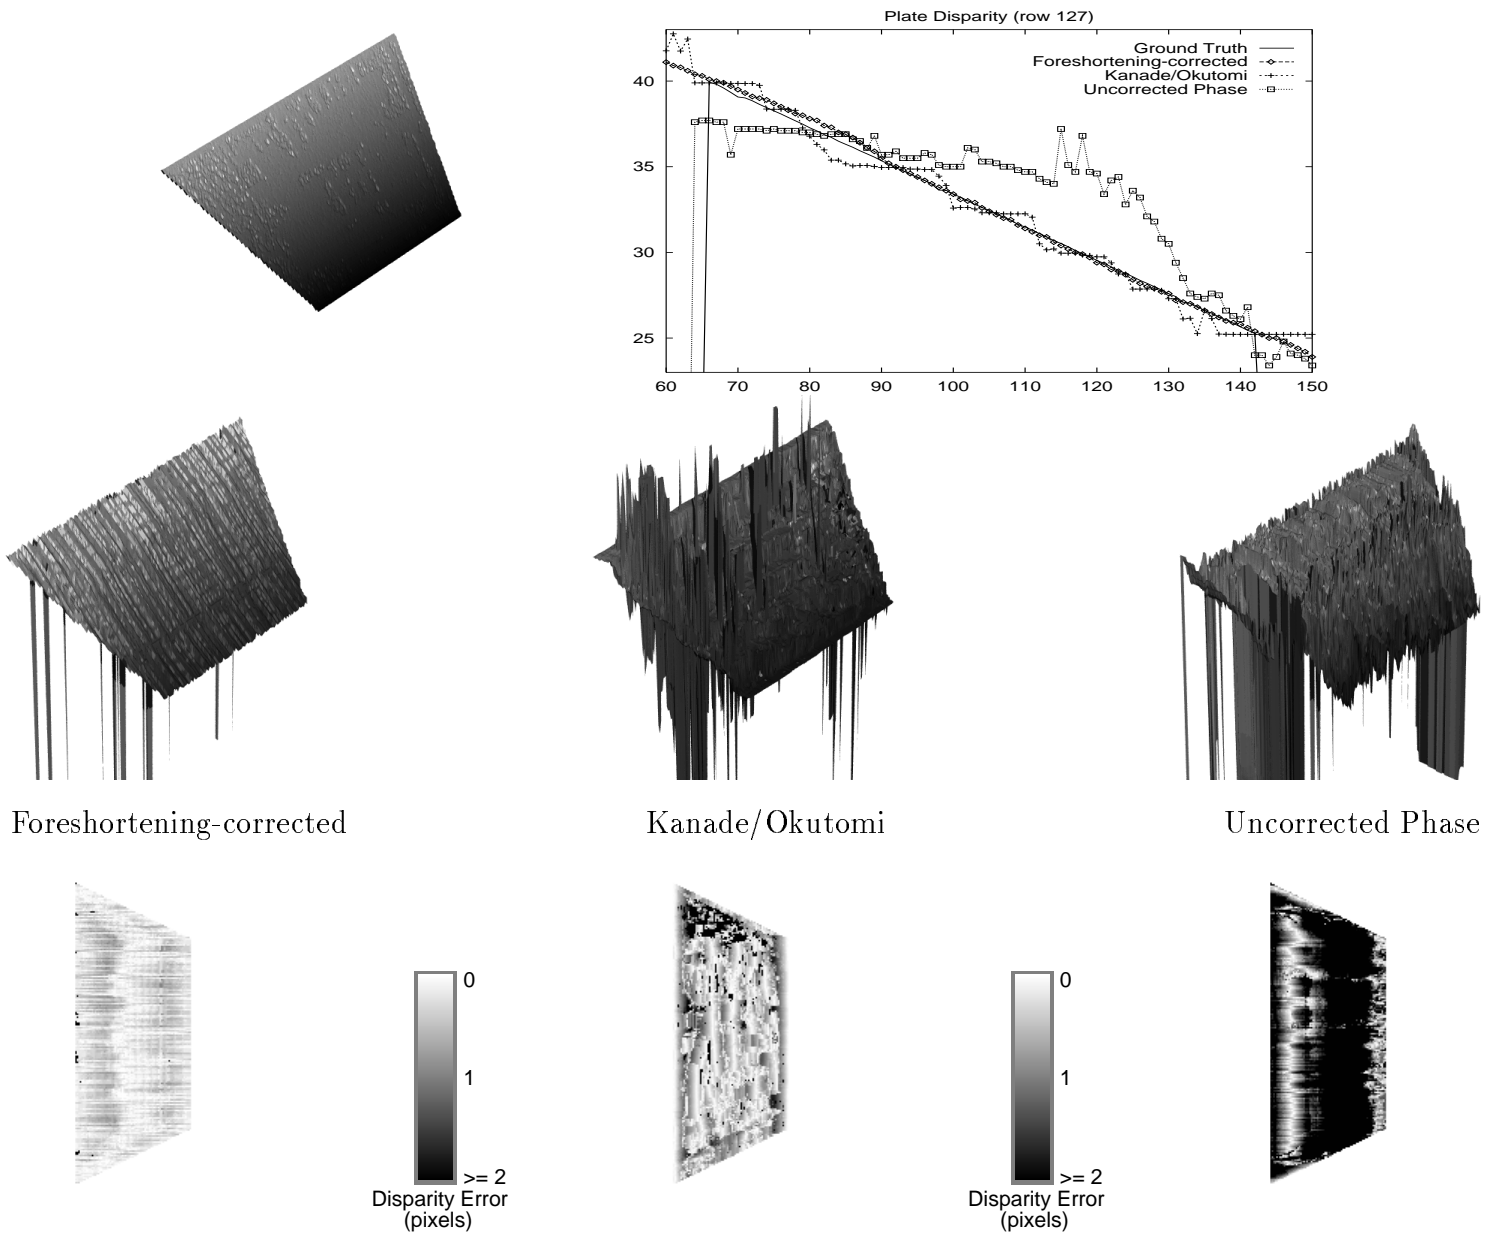 Plate Disparity (row 127)
Ground Truth
Foreshortening-corrected
Kanade/Okutomi
Uncorrected Phase
40
35
30
25
60 70 80 90 100 110 120 130 140 150
Foreshortening-corrected
Kanade/Okutomi
Uncorrected Phase
0
1
>= 2
Disparity Error
(pixels)
0
1
>= 2
Disparity Error
(pixels)